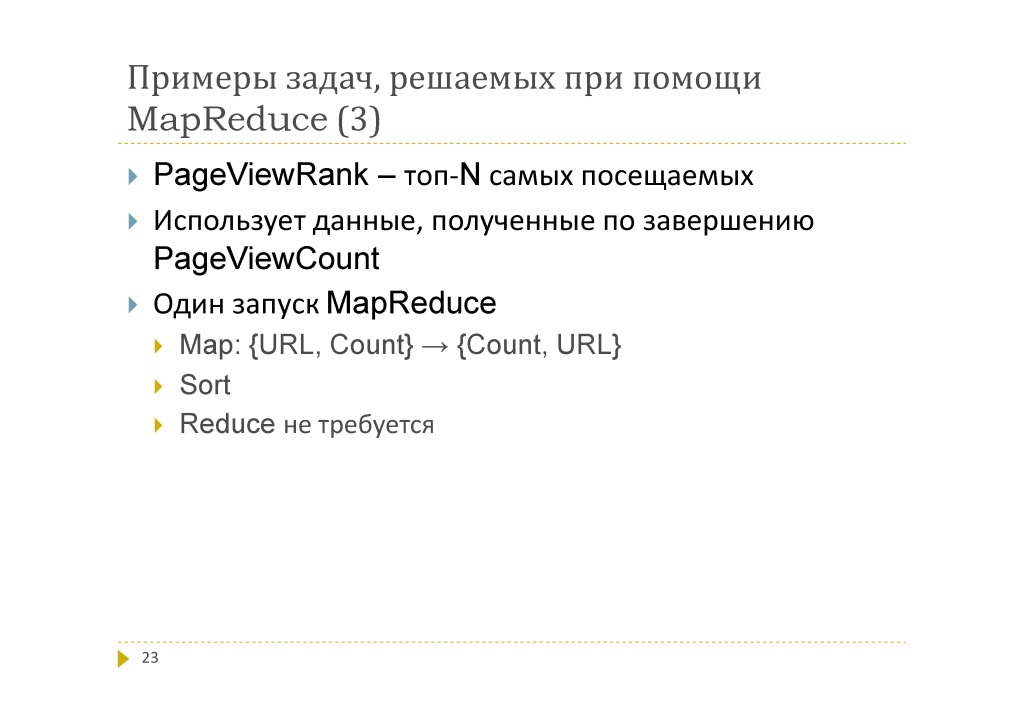 Примеры задач, решаемых при помощи
MapReduce (3)
PageViewRank – топ-N самых посещаемых
Использует данные, полученные по завершению
PageViewCount
Один запуск MapReduce
Map: {URL, Count} → {Count, URL}
Sort
Reduce не требуется
23